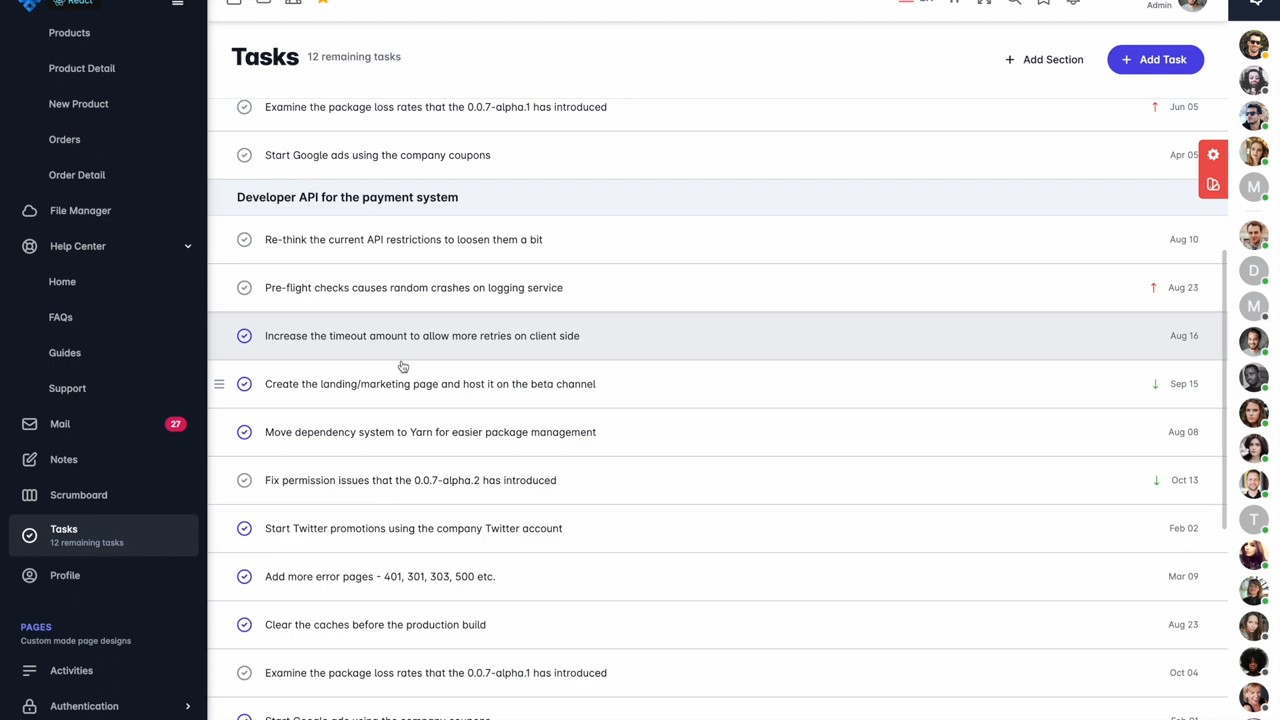 React
Products
Product Detail
New Product
Orders
Order Detail
File Manager
Help Center
Home
FAQs
Guides
Support
Mail
27
Notes
Scrumboard
Tasks
12 remaining tasks
Profile
PAGES
Custom made page designs
Activities
Authentication
Admin
Tasks
12 remaining tasks
+ Add Section
+ Add Task
Examine the package loss rates that the 0.0.7-alpha.1 has introduced ↑ Jun 05
Start Google ads using the company coupons Apr 05
Developer API for the payment system
Re-think the current API restrictions to loosen them a bit Aug 10
Pre-flight checks causes random crashes on logging service ↑ Aug 23
Increase the timeout amount to allow more retries on client side Aug 16
Create the landing/marketing page and host it on the beta channel ↓ Sep 15
Move dependency system to Yarn for easier package management Aug 08
Fix permission issues that the 0.0.7-alpha.2 has introduced ↓ Oct 13
Start Twitter promotions using the company Twitter account Feb 02
Add more error pages - 401, 301, 303, 500 etc. Mar 09
Clear the caches before the production build Aug 23
Examine the package loss rates that the 0.0.7-alpha.1 has introduced Oct 04
M
D
M
T